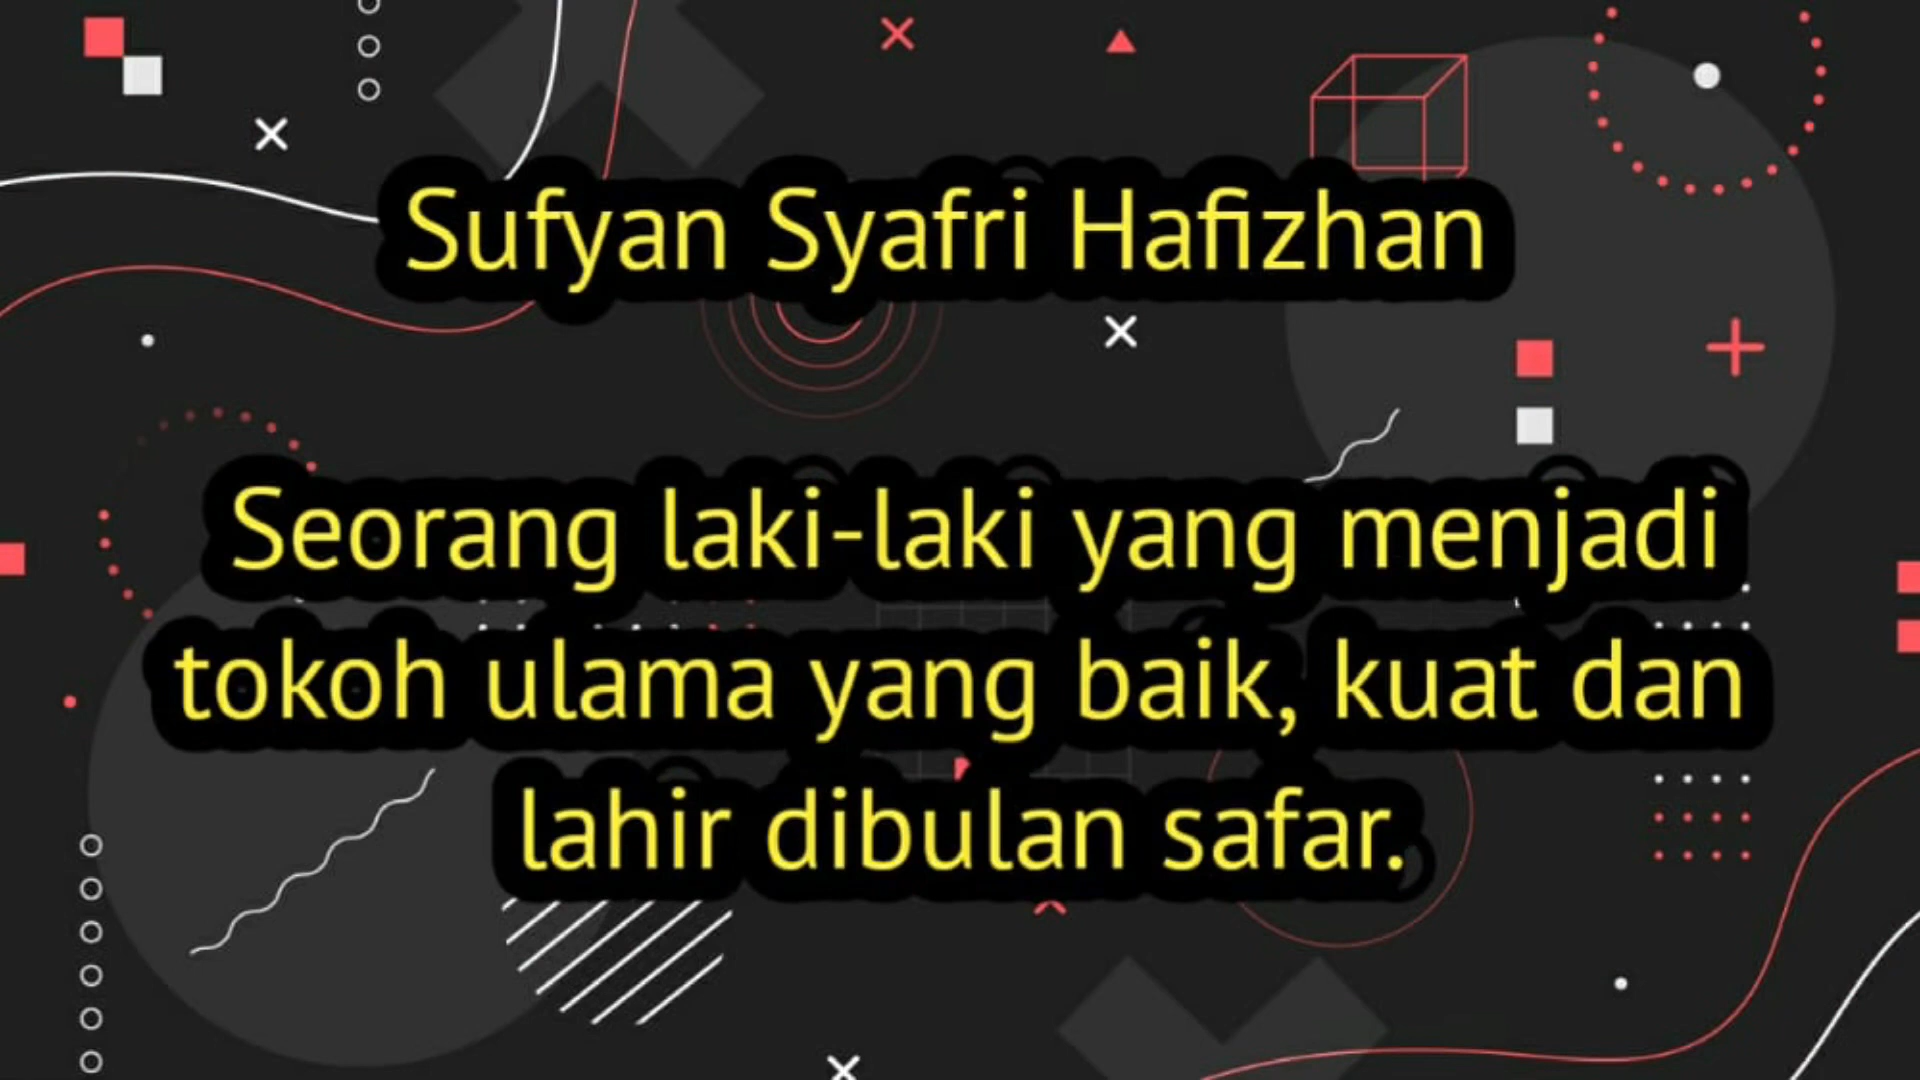 Sufyan Syafri Hafizhan
Seorang laki-laki yang menjadi
tokoh ulama yang baik, kuat dan
lahir dibulan safar.